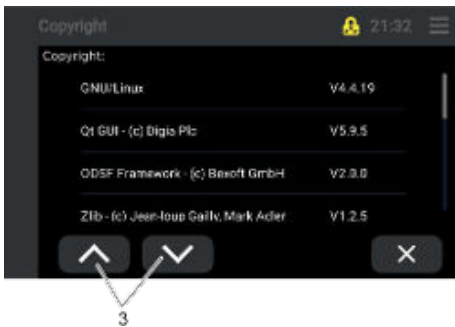 Copyright
21:32
Copyright:
GNU/Linux V4.4.19
Qt GUI - (c) Digia Plc V5.9.5
ODSF Framework - (c) Bexoft GmbH V2.0.0
Zlib - (c) Jean-loup Gailly, Mark Adler V1.2.5
3